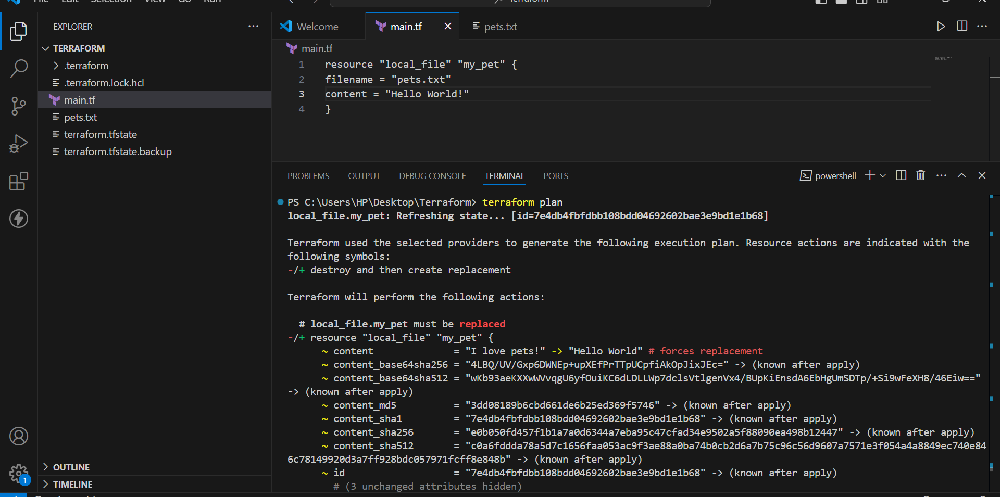 File Edit Selection View Go Run
Terraform
EXPLORER
TERRAFORM
.terraform
.terraform.lock.hcl
main.tf
pets.txt
terraform.tfstate
terraform.tfstate.backup
OUTLINE
TIMELINE
1
Welcome main.tf pets.txt
main.tf
1 resource "local_file" "my_pet" {
2 filename = "pets.txt"
3 content = "Hello World!"
4 }
PROBLEMS OUTPUT DEBUG CONSOLE TERMINAL PORTS powershell
PS C:\Users\HP\Desktop\Terraform> terraform plan
local_file.my_pet: Refreshing state... [id=7e4db4fbfdbb108bdd04692602bae3e9bd1e1b68]
Terraform used the selected providers to generate the following execution plan. Resource actions are indicated with the
following symbols:
-/+ destroy and then create replacement
Terraform will perform the following actions:
# local_file.my_pet must be replaced
-/+ resource "local_file" "my_pet" {
~ content = "I love pets!" -> "Hello World" # forces replacement
~ content_base64sha256 = "4LBQ/UV/Gxp6DWNEp+upXEfPrTTpUCpfiAkOpJixJEc=" -> (known after apply)
~ content_base64sha512 = "wKb93aeKXXwWVvqgU6yfOuiKC6dLDLLWp7dclsVtlgenVx4/BUpKiEnsdA6EbHgUmSDTp/+Si9wFeXH8/46Eiw=="
-> (known after apply)
~ content_md5 = "3dd08189b6cbd661de6b25ed369f5746" -> (known after apply)
~ content_sha1 = "7e4db4fbfdbb108bdd04692602bae3e9bd1e1b68" -> (known after apply)
~ content_sha256 = "e0b050fd457f1b1a7a0d6344a7eba95c47cfad34e9502a5f88090ea498b12447" -> (known after apply)
~ content_sha512 = "c0a6fddda78a5d7c1656faa053ac9f3ae88a0ba74b0cb2d6a7b75c96c56d9607a7571e3f054a4a8849ec740e84
6c78149920d3a7ff928bdc057971fcff8e848b" -> (known after apply)
~ id = "7e4db4fbfdbb108bdd04692602bae3e9bd1e1b68" -> (known after apply)
# (3 unchanged attributes hidden)